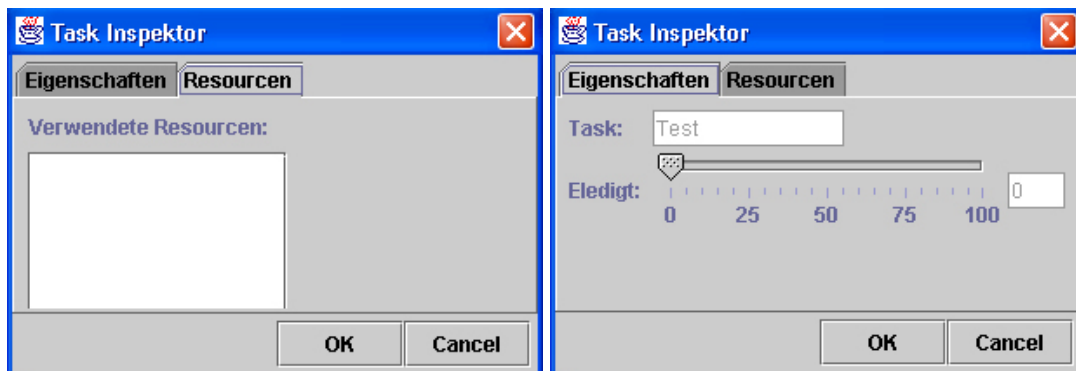 Task Inspektor
Eigenschaften Resourcen
Verwendete Resourcen:
OK Cancel
Task Inspektor
Eigenschaften Resourcen
Task: Test
Eledigt: 0
0 25 50 75 100
OK Cancel